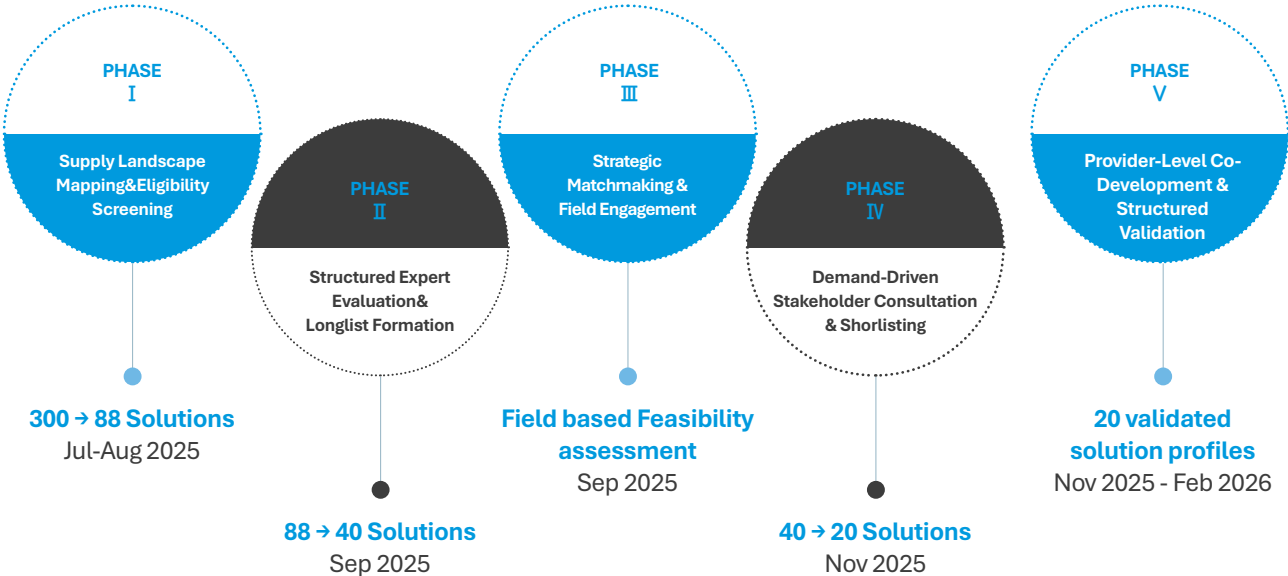 PHASE
Ⅰ
Supply Landscape
Mapping&Eligibility
Screening
300 → 88 Solutions
Jul-Aug 2025
PHASE
Ⅱ
Structured Expert
Evaluation&
Longlist Formation
88 → 40 Solutions
Sep 2025
PHASE
Ⅲ
Strategic
Matchmaking &
Field Engagement
Field based Feasibility
assessment
Sep 2025
PHASE
Ⅳ
Demand-Driven
Stakeholder Consultation
& Shorlisting
40 → 20 Solutions
Nov 2025
PHASE
Ⅴ
Provider-Level Co-
Development &
Structured
Validation
20 validated
solution profiles
Nov 2025 - Feb 2026